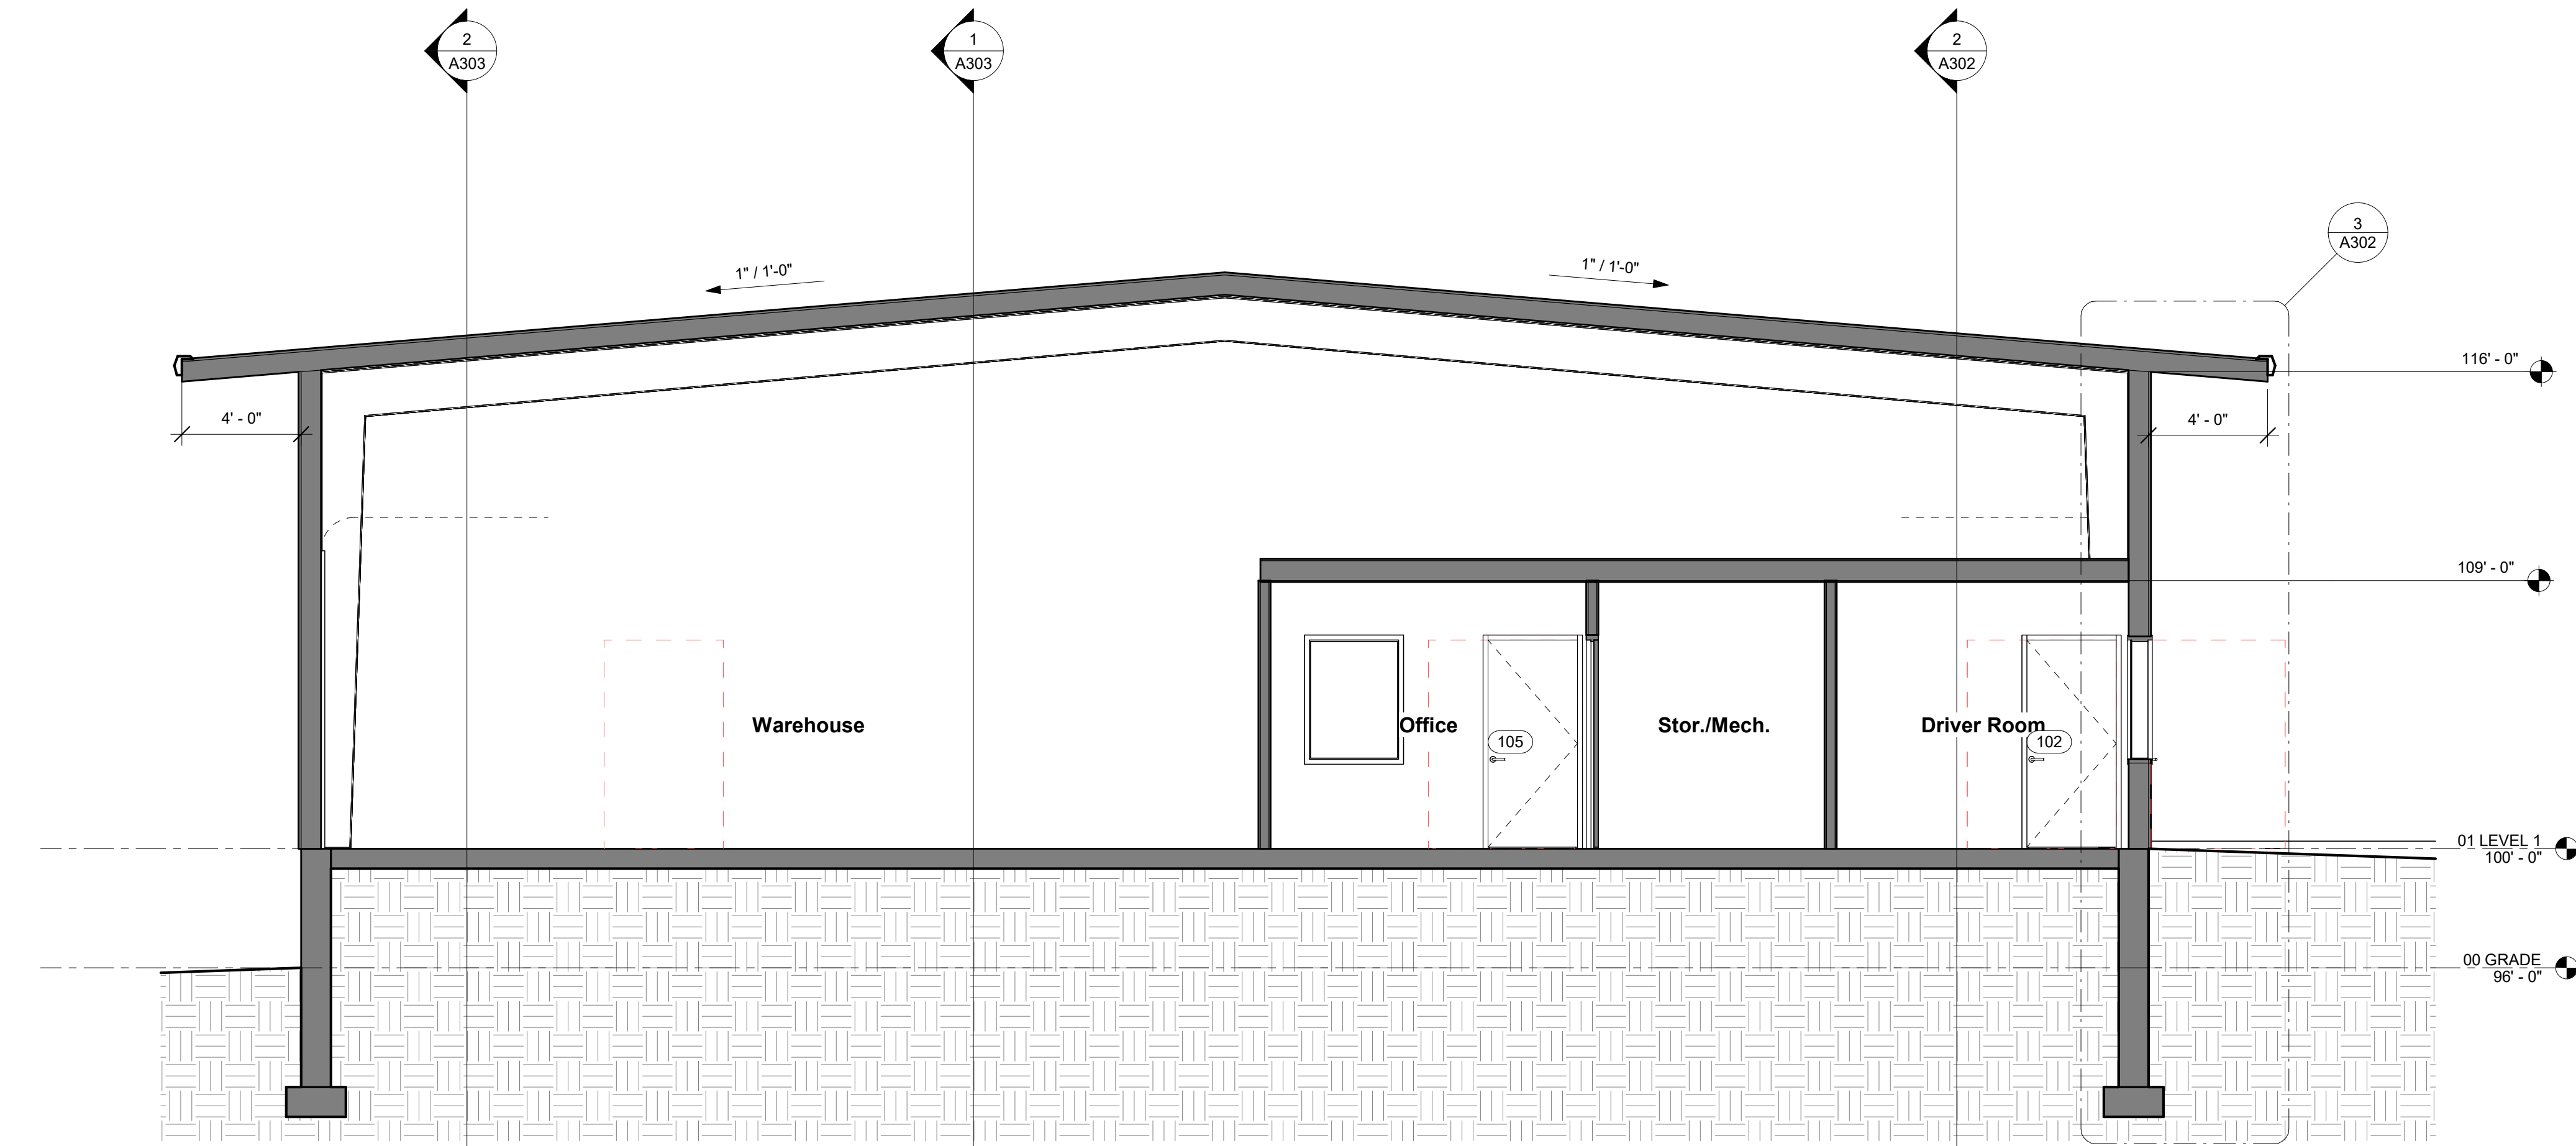 2
A303
1
A303
2
A302
3
A302
1" / 1'-0"
1" / 1'-0"
116' - 0"
4' - 0"
4' - 0"
109' - 0"
Warehouse
Office
Stor./Mech.
Driver Room
105
102
01 LEVEL 1
100' - 0"
00 GRADE
96' - 0"